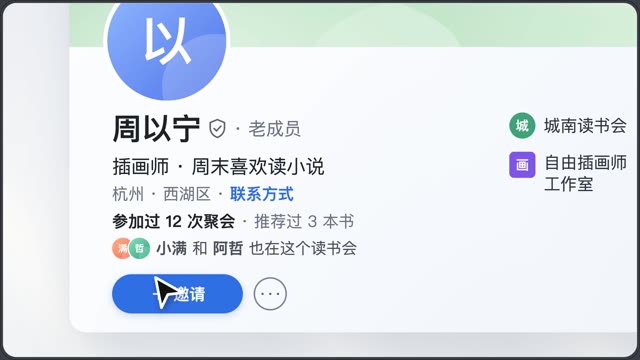 以
周以宁 · 老成员
插画师 · 周末喜欢读小说
杭州 · 西湖区 · 联系方式
参加过 12 次聚会 · 推荐过 3 本书
满 哲 小满 和 阿哲 也在这个读书会
邀请
城 城南读书会
画 自由插画师
工作室